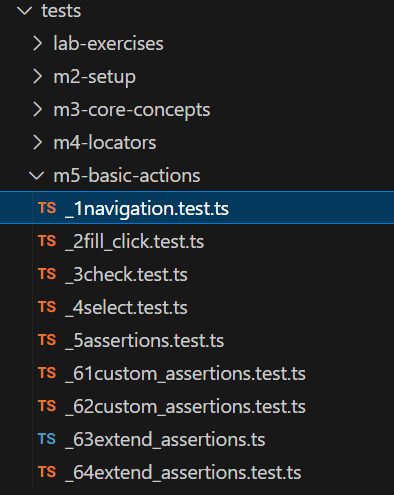 tests
lab-exercises
m2-setup
m3-core-concepts
m4-locators
m5-basic-actions
TS _1navigation.test.ts
TS _2fill_click.test.ts
TS _3check.test.ts
TS _4select.test.ts
TS _5assertions.test.ts
TS _61custom_assertions.test.ts
TS _62custom_assertions.test.ts
TS _63extend_assertions.ts
TS _64extend_assertions.test.ts